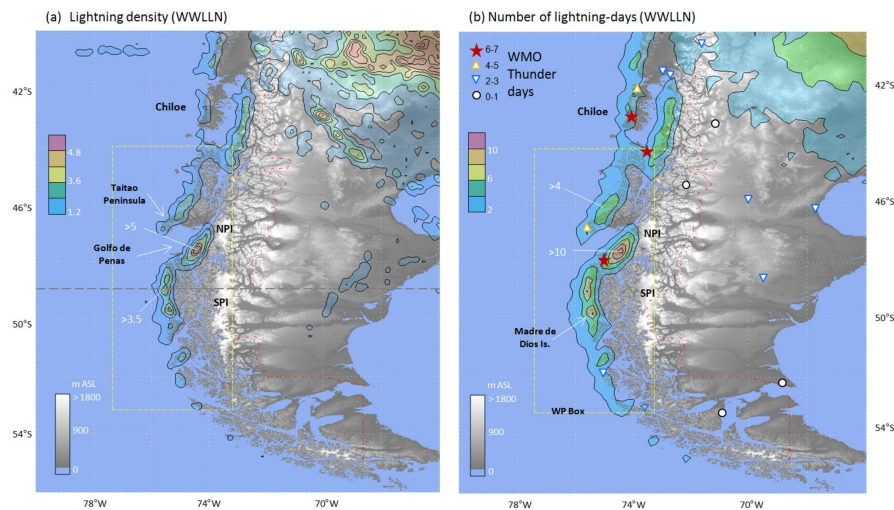 (a) Lightning density (WWLLN)
42°S
46°S
50°S
54°S
Chiloe
4.8
3.6
1.2
Taitao
Peninsula
>5
NPI
Golfo de
Penas
SPI
>3.5
m ASL
> 1800
900
0
78°W
74°W
70°W
(b) Number of lightning-days (WWLLN)
6-7
4-5
2-3
0-1
WMO
Thunder
days
42°S
46°S
50°S
54°S
Chiloe
10
6
2
>4
NPI
>10
SPI
Madre de
Dios Is.
WP Box
m ASL
> 1800
900
0
78°W
74°W
70°W